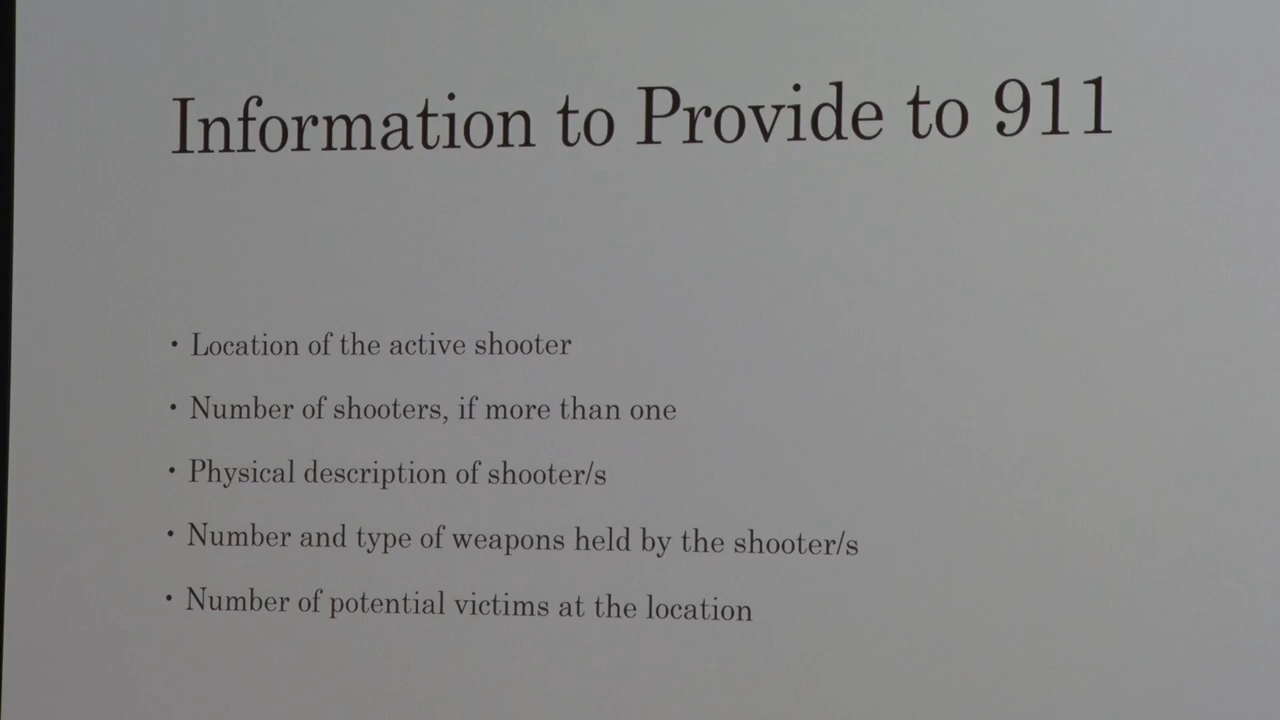 Information to Provide to 911
• Location of the active shooter
• Number of shooters, if more than one
• Physical description of shooter/s
• Number and type of weapons held by the shooter/s
• Number of potential victims at the location